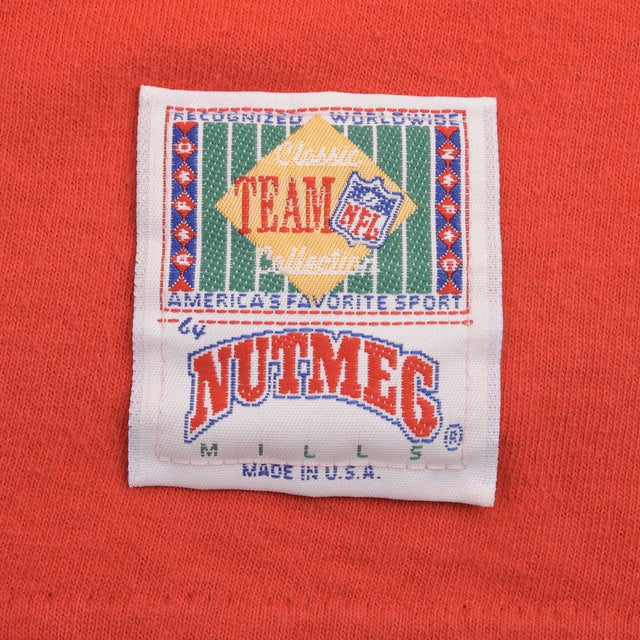 RECOGNIZED WORLDWIDE
Classic
TEAM
NFL
Collection
AMERICA'S FAVORITE SPORT
by
NUTMEG
MILLS
®
MADE IN U.S.A.